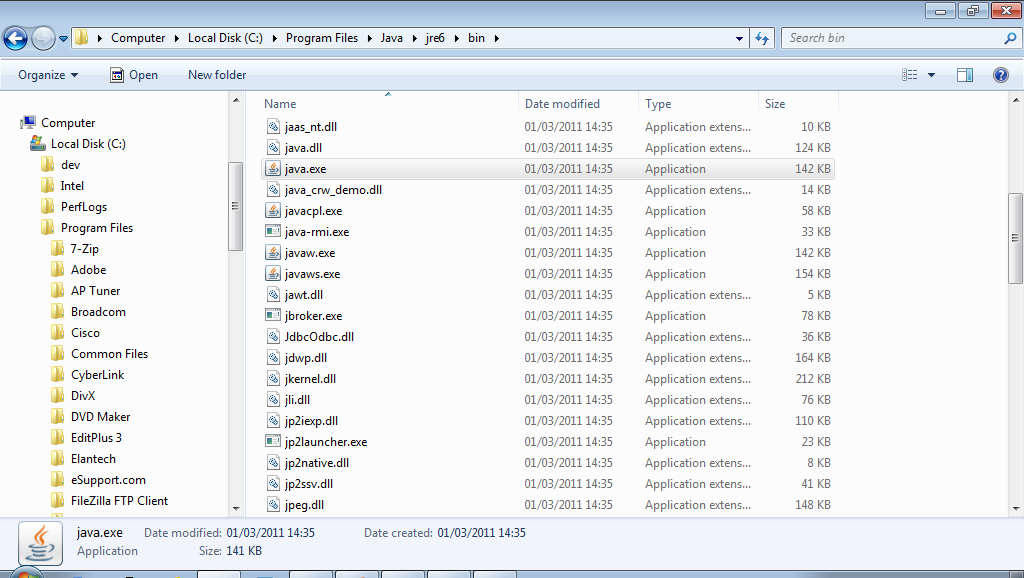 Computer Local Disk (C:) Program Files Java jre6 bin Search bin
Organize Open New folder
Name Date modified Type Size
jaas_nt.dll 01/03/2011 14:35 Application extens... 10 KB
java.dll 01/03/2011 14:35 Application extens... 124 KB
java.exe 01/03/2011 14:35 Application 142 KB
java_crw_demo.dll 01/03/2011 14:35 Application extens... 14 KB
javacpl.exe 01/03/2011 14:35 Application 58 KB
java-rmi.exe 01/03/2011 14:35 Application 33 KB
javaw.exe 01/03/2011 14:35 Application 142 KB
javaws.exe 01/03/2011 14:35 Application 154 KB
jawt.dll 01/03/2011 14:35 Application extens... 5 KB
jbroker.exe 01/03/2011 14:35 Application 78 KB
JdbcOdbc.dll 01/03/2011 14:35 Application extens... 36 KB
jdwp.dll 01/03/2011 14:35 Application extens... 164 KB
jkernel.dll 01/03/2011 14:35 Application extens... 212 KB
jli.dll 01/03/2011 14:35 Application extens... 76 KB
jp2iexp.dll 01/03/2011 14:35 Application extens... 110 KB
jp2launcher.exe 01/03/2011 14:35 Application 23 KB
jp2native.dll 01/03/2011 14:35 Application extens... 8 KB
jp2ssv.dll 01/03/2011 14:35 Application extens... 41 KB
jpeg.dll 01/03/2011 14:35 Application extens... 148 KB
Computer
Local Disk (C:)
dev
Intel
PerfLogs
Program Files
7-Zip
Adobe
AP Tuner
Broadcom
Cisco
Common Files
CyberLink
DivX
DVD Maker
EditPlus 3
Elantech
eSupport.com
FileZilla FTP Client
java.exe Date modified: 01/03/2011 14:35 Date created: 01/03/2011 14:35
Application Size: 141 KB